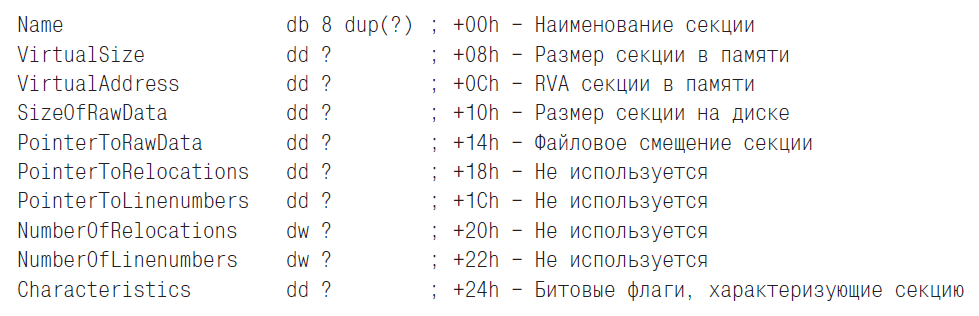 Name db 8 dup(?) ; +00h – Наименование секции
VirtualSize dd ? ; +08h – Размер секции в памяти
VirtualAddress dd ? ; +0Ch – RVA секции в памяти
SizeOfRawData dd ? ; +10h – Размер секции на диске
PointerToRawData dd ? ; +14h – Файловое смещение секции
PointerToRelocations dd ? ; +18h – Не используется
PointerToLinenumbers dd ? ; +1Ch – Не используется
NumberOfRelocations dw ? ; +20h – Не используется
NumberOfLinenumbers dw ? ; +22h – Не используется
Characteristics dd ? ; +24h – Битовые флаги, характеризующие секцию